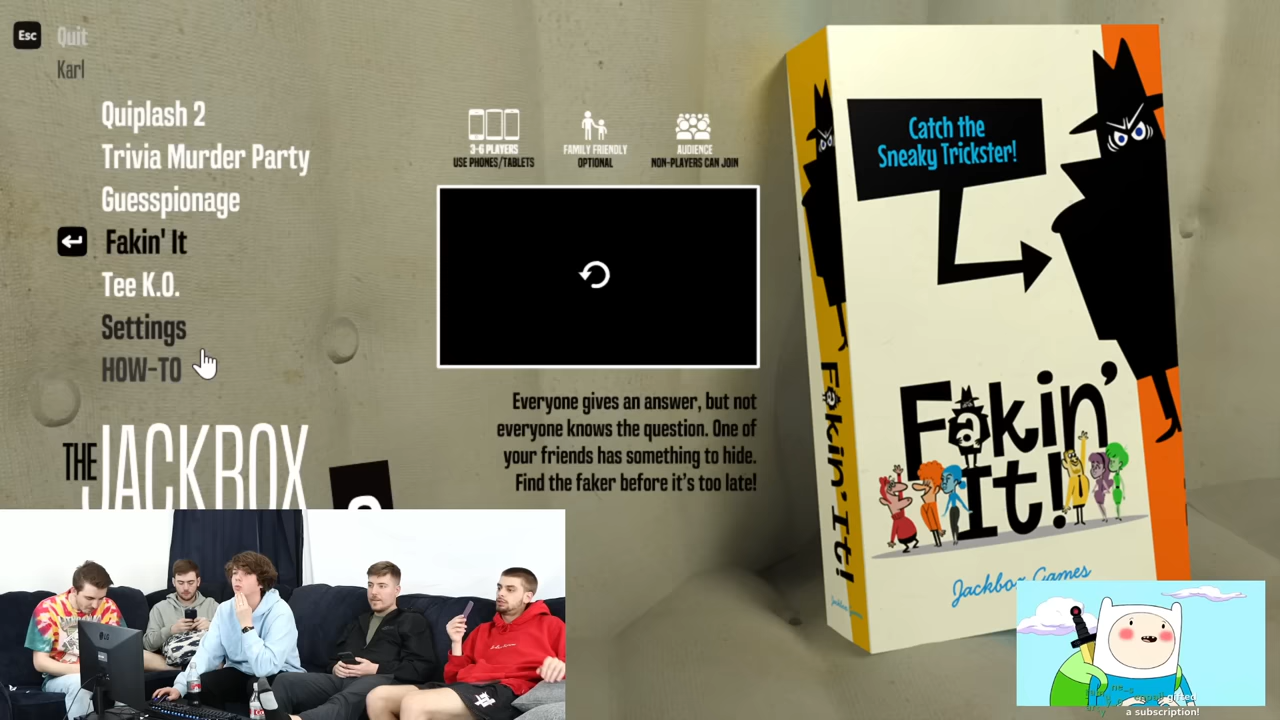 Esc Quit
Karl
Quiplash 2
Trivia Murder Party
Guesspionage
Fakin' It
Tee K.O.
Settings
HOW-TO
THE JACKBOX
3-6 PLAYERS
USE PHONES/TABLETS
FAMILY FRIENDLY
OPTIONAL
AUDIENCE
NON-PLAYERS CAN JOIN
Everyone gives an answer, but not
everyone knows the question. One of
your friends has something to hide.
Find the faker before it's too late!
Catch the
Sneaky Trickster!
Fakin'
It!
Jackbox Games
Fakin' It!
gifted
a subscription!